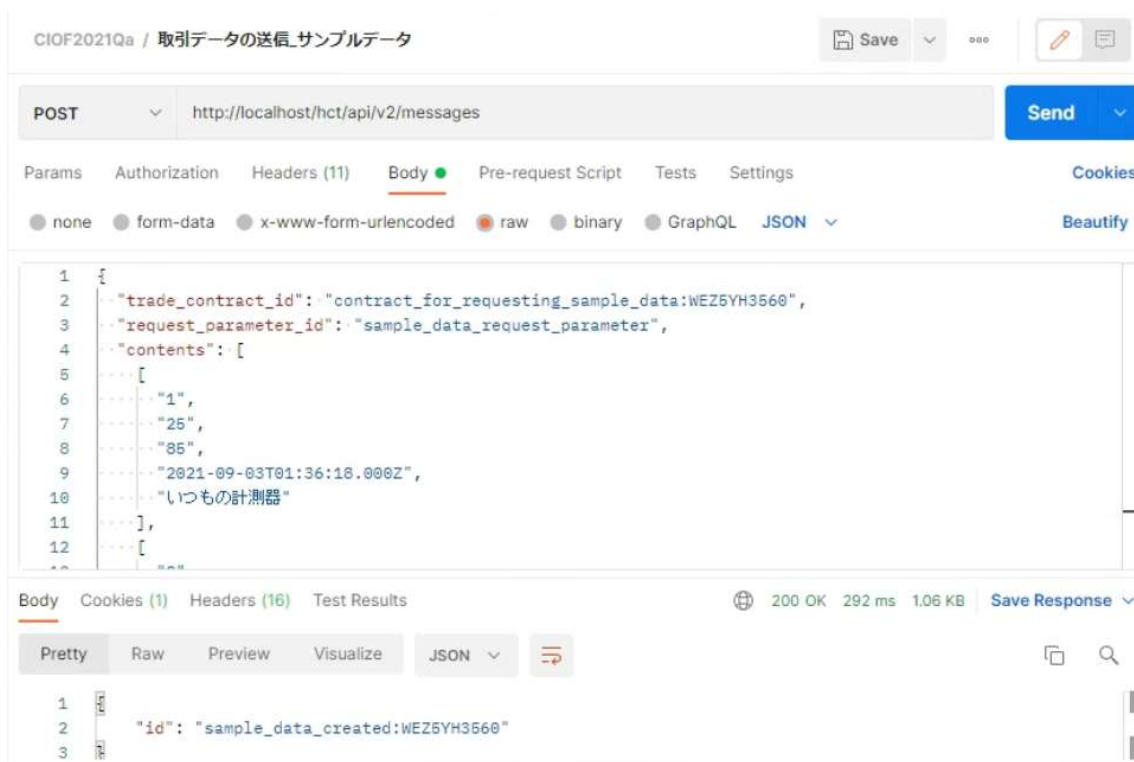 CIOF2021Qa / 取引データの送信_サンプルデータ
Save
POST http://localhost/hct/api/v2/messages Send
Params Authorization Headers (11) Body Pre-request Script Tests Settings Cookies
none form-data x-www-form-urlencoded raw binary GraphQL JSON Beautify
1 {
2 "trade_contract_id": "contract_for_requesting_sample_data:WEZ5YH3560",
3 "request_parameter_id": "sample_data_request_parameter",
4 "contents": [
5 [
6 "1",
7 "25",
8 "85",
9 "2021-09-03T01:36:18.000Z",
10 "いつもの計測器"
11 ],
12 [
Body Cookies (1) Headers (16) Test Results 200 OK 292 ms 1.06 KB Save Response
Pretty Raw Preview Visualize JSON
1 {
2 "id": "sample_data_created:WEZ5YH3560"
3 }